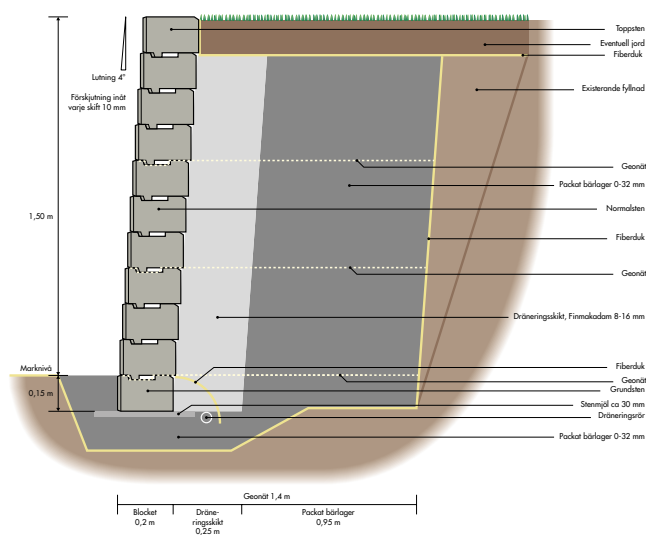 Toppsten
Eventuell jord
Fiberduk
Lutning 4°
Existerande fyllnad
Förskjutning inåt
varje skift 10 mm
Geonät
Packat bärlager 0-32 mm
1,50 m
Normalsten
Fiberduk
Geonät
Dräneringsskikt, Finmakadam 8-16 mm
Marknivå
Fiberduk
Geonät
0,15 m
Grundsten
Stenmjöl ca 30 mm
Dräneringsrör
Packat bärlager 0-32 mm
Geonät 1,4 m
Blocket
0,2 m
Dräne-
ringsskikt
0,25 m
Packat bärlager
0,95 m